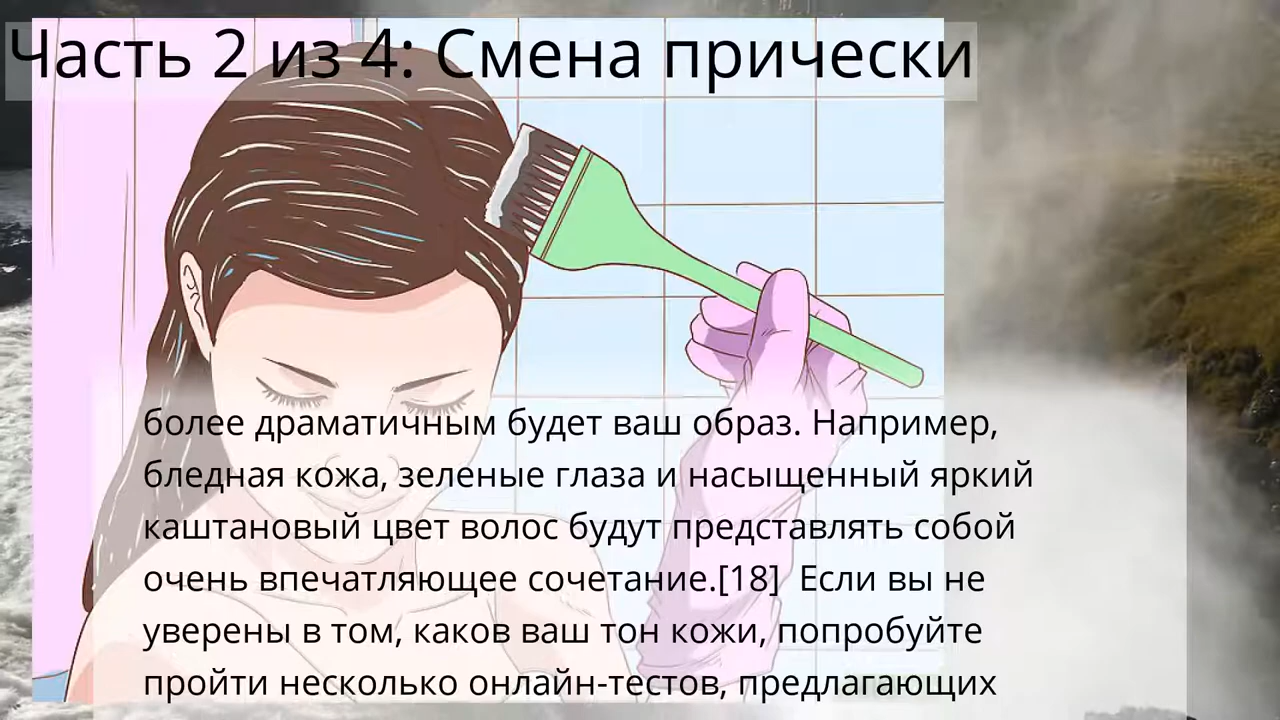 Часть 2 из 4: Смена прически
более драматичным будет ваш образ. Например,
бледная кожа, зеленые глаза и насыщенный яркий
каштановый цвет волос будут представлять собой
очень впечатляющее сочетание.[18]  Если вы не
уверены в том, каков ваш тон кожи, попробуйте
пройти несколько онлайн-тестов, предлагающих